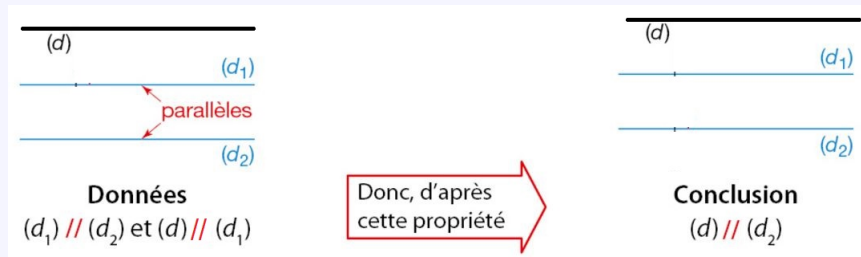 (d)
(d₁)
parallèles
(d₂)
Données
(d₁) // (d₂) et (d) // (d₁)
Donc, d'après
cette propriété
(d)
(d₁)
(d₂)
Conclusion
(d) // (d₂)